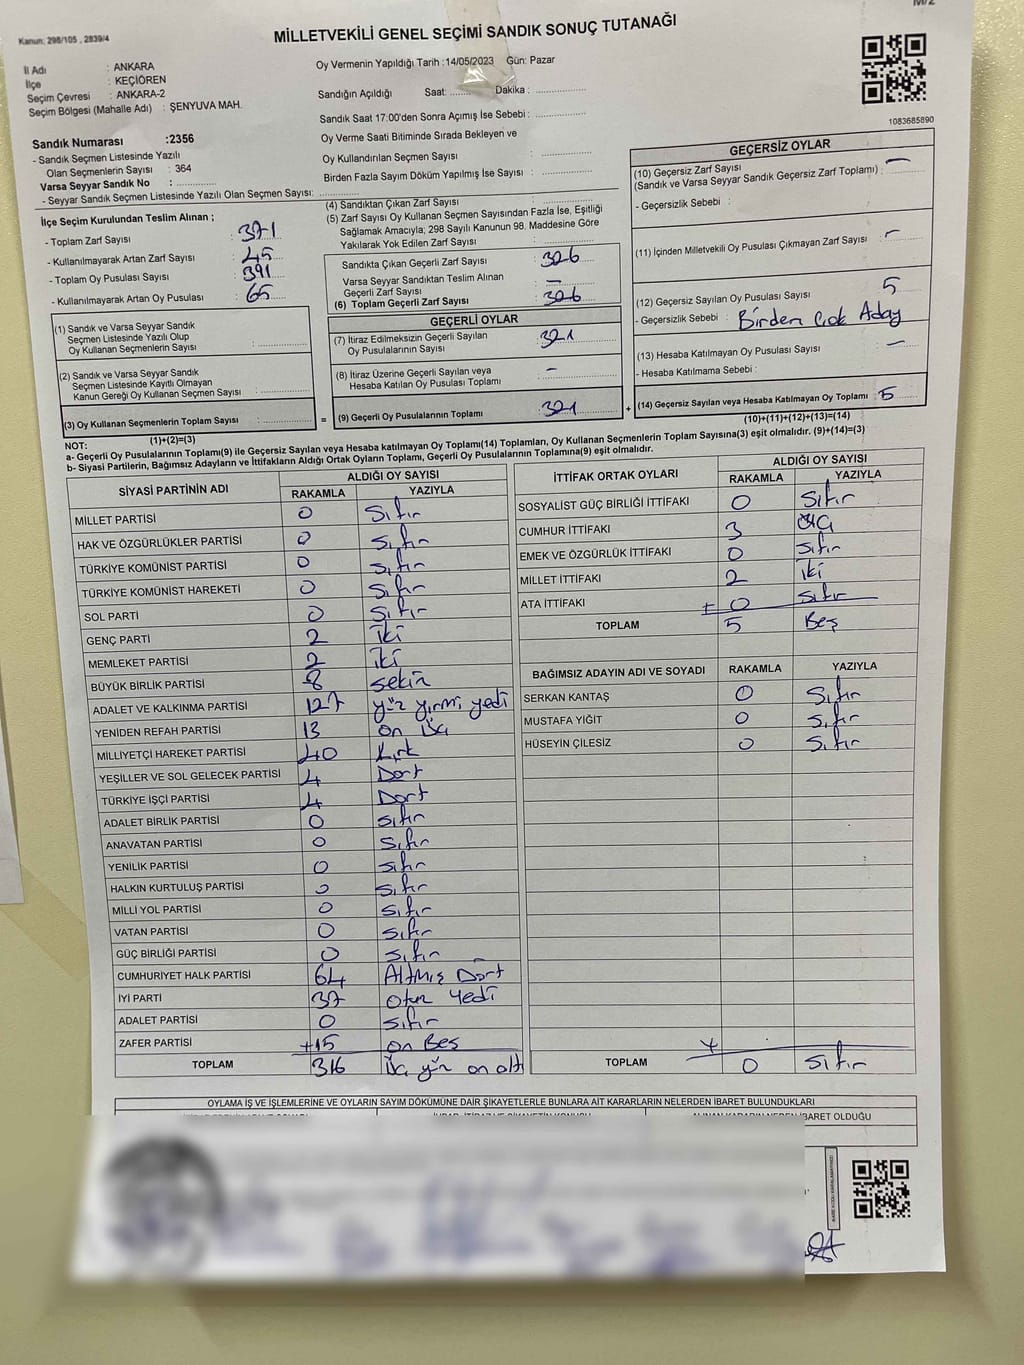 M/2
Kanun: 298/105 , 2839/4
MİLLETVEKİLİ GENEL SEÇİMİ SANDIK SONUÇ TUTANAĞI
İl Adı : ANKARA
İlçe : KEÇİÖREN
Seçim Çevresi : ANKARA-2
Seçim Bölgesi (Mahalle Adı) : ŞENYUVA MAH.
Sandık Numarası :2356
- Sandık Seçmen Listesinde Yazılı
Olan Seçmenlerin Sayısı : 364
Varsa Seyyar Sandık No :
- Seyyar Sandık Seçmen Listesinde Yazılı Olan Seçmen Sayısı:
Oy Vermenin Yapıldığı Tarih :14/05/2023 Gün: Pazar
Sandığın Açıldığı Saat: Dakika :
Sandık Saat 17:00'den Sonra Açılmış İse Sebebi :
Oy Verme Saati Bitiminde Sırada Bekleyen ve
Oy Kullandırılan Seçmen Sayısı :
Birden Fazla Sayım Döküm Yapılmış İse Sayısı :
1083685890
İlçe Seçim Kurulundan Teslim Alınan ;
- Toplam Zarf Sayısı : 371
- Kullanılmayarak Artan Zarf Sayısı : 45
- Toplam Oy Pusulası Sayısı : 391
- Kullanılmayarak Artan Oy Pusulası : 65
(1) Sandık ve Varsa Seyyar Sandık
Seçmen Listesinde Yazılı Olup
Oy Kullanan Seçmenlerin Sayısı :
(2) Sandık ve Varsa Seyyar Sandık
Seçmen Listesinde Kayıtlı Olmayan
Kanun Gereği Oy Kullanan Seçmen Sayısı :
(3) Oy Kullanan Seçmenlerin Toplam Sayısı :
(1)+(2)=(3)
(4) Sandıktan Çıkan Zarf Sayısı :
(5) Zarf Sayısı Oy Kullanan Seçmen Sayısından Fazla İse, Eşitliği
Sağlamak Amacıyla; 298 Sayılı Kanunun 98. Maddesine Göre
Yakılarak Yok Edilen Zarf Sayısı :
Sandıkta Çıkan Geçerli Zarf Sayısı : 326
Varsa Seyyar Sandıktan Teslim Alınan
Geçerli Zarf Sayısı : -
(6) Toplam Geçerli Zarf Sayısı : 326
GEÇERLİ OYLAR
(7) İtiraz Edilmeksizin Geçerli Sayılan
Oy Pusulalarının Sayısı : 321
(8) İtiraz Üzerine Geçerli Sayılan veya
Hesaba Katılan Oy Pusulası Toplamı : -
= (9) Geçerli Oy Pusulalarının Toplamı : 321 +
GEÇERSİZ OYLAR
(10) Geçersiz Zarf Sayısı : -
(Sandık ve Varsa Seyyar Sandık Geçersiz Zarf Toplamı)
- Geçersizlik Sebebi :
(11) İçinden Milletvekili Oy Pusulası Çıkmayan Zarf Sayısı : -
(12) Geçersiz Sayılan Oy Pusulası Sayısı : 5
- Geçersizlik Sebebi : Birden Çok Aday
(13) Hesaba Katılmayan Oy Pusulası Sayısı : -
- Hesaba Katılmama Sebebi :
(14) Geçersiz Sayılan veya Hesaba Katılmayan Oy Toplamı : 5
(10)+(11)+(12)+(13)=(14)
NOT:
a- Geçerli Oy Pusulalarının Toplamı(9) ile Geçersiz Sayılan veya Hesaba katılmayan Oy Toplamı(14) Toplamları, Oy Kullanan Seçmenlerin Toplam Sayısına(3) eşit olmalıdır. (9)+(14)=(3)
b- Siyasi Partilerin, Bağımsız Adayların ve İttifakların Aldığı Ortak Oyların Toplamı, Geçerli Oy Pusulalarının Toplamına(9) eşit olmalıdır.
SİYASİ PARTİNİN ADI ALDIĞI OY SAYISI
RAKAMLA YAZIYLA
MİLLET PARTİSİ 0 Sıfır
HAK VE ÖZGÜRLÜKLER PARTİSİ 0 Sıfır
TÜRKİYE KOMÜNİST PARTİSİ 0 Sıfır
TÜRKİYE KOMÜNİST HAREKETİ 0 Sıfır
SOL PARTİ 0 Sıfır
GENÇ PARTİ 2 İki
MEMLEKET PARTİSİ 2 İki
BÜYÜK BİRLİK PARTİSİ 8 sekiz
ADALET VE KALKINMA PARTİSİ 127 yüz yirmi yedi
YENİDEN REFAH PARTİSİ 13 on Üç
MİLLİYETÇİ HAREKET PARTİSİ 40 Kırk
YEŞİLLER VE SOL GELECEK PARTİSİ 4 Dört
TÜRKİYE İŞÇİ PARTİSİ 4 Dört
ADALET BİRLİK PARTİSİ 0 sıfır
ANAVATAN PARTİSİ 0 sıfır
YENİLİK PARTİSİ 0 sıfır
HALKIN KURTULUŞ PARTİSİ 0 sıfır
MİLLİ YOL PARTİSİ 0 sıfır
VATAN PARTİSİ 0 sıfır
GÜÇ BİRLİĞİ PARTİSİ 0 sıfır
CUMHURİYET HALK PARTİSİ 64 Altmış Dört
İYİ PARTİ 37 otuz Yedi
ADALET PARTİSİ 0 sıfır
ZAFER PARTİSİ +15 on Beş
TOPLAM 316 Üç yüz on altı
İTTİFAK ORTAK OYLARI ALDIĞI OY SAYISI
RAKAMLA YAZIYLA
SOSYALİST GÜÇ BİRLİĞİ İTTİFAKI 0 Sıfır
CUMHUR İTTİFAKI 3 Üç
EMEK VE ÖZGÜRLÜK İTTİFAKI 0 Sıfır
MİLLET İTTİFAKI 2 İki
ATA İTTİFAKI + 0 Sıfır
TOPLAM 5 Beş
BAĞIMSIZ ADAYIN ADI VE SOYADI RAKAMLA YAZIYLA
SERKAN KANTAŞ 0 Sıfır
MUSTAFA YİĞİT 0 Sıfır
HÜSEYİN ÇİLESİZ 0 Sıfır
+
TOPLAM 0 Sıfır
OYLAMA İŞ VE İŞLEMLERİNE VE OYLARIN SAYIM DÖKÜMÜNE DAİR ŞİKAYETLERLE BUNLARA AİT KARARLARIN NELERDEN İBARET BULUNDUKLARI
İBARET OLDUĞU